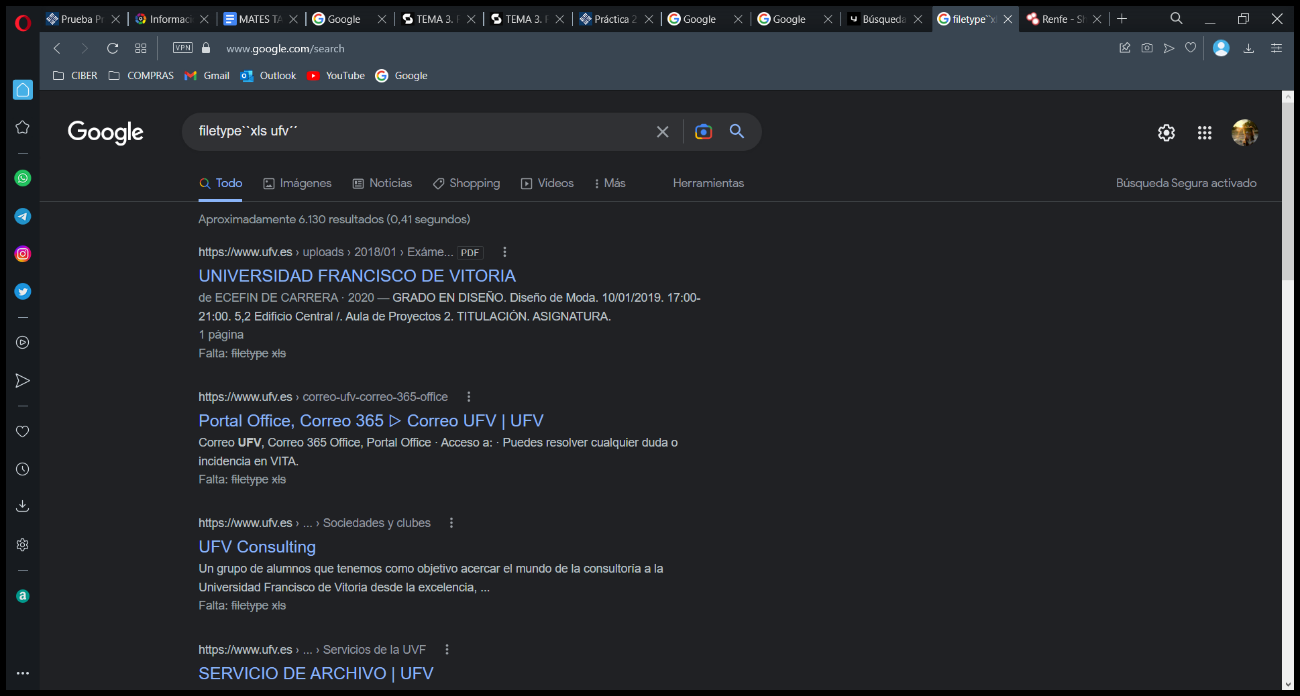 Prueba Pr
Informaci
MATES TA
Google
TEMA 3. F
TEMA 3. F
Práctica 2
Google
Google
Búsqueda
filetype``xl
Renfe - Sh
VPN
www.google.com/search
CIBER
COMPRAS
Gmail
Outlook
YouTube
Google
Google
filetype``xls ufv´´
Todo
Imágenes
Noticias
Shopping
Videos
Más
Herramientas
Búsqueda Segura activado
Aproximadamente 6.130 resultados (0,41 segundos)
https://www.ufv.es › uploads › 2018/01 › Exáme... PDF
UNIVERSIDAD FRANCISCO DE VITORIA
de ECEFIN DE CARRERA · 2020 — GRADO EN DISEÑO. Diseño de Moda. 10/01/2019. 17:00-
21:00. 5,2 Edificio Central /. Aula de Proyectos 2. TITULACIÓN. ASIGNATURA.
1 página
Falta: filetype xls
https://www.ufv.es › correo-ufv-correo-365-office
Portal Office, Correo 365 ▷ Correo UFV | UFV
Correo UFV, Correo 365 Office, Portal Office · Acceso a: · Puedes resolver cualquier duda o
incidencia en VITA.
Falta: filetype xls
https://www.ufv.es › ... › Sociedades y clubes
UFV Consulting
Un grupo de alumnos que tenemos como objetivo acercar el mundo de la consultoría a la
Universidad Francisco de Vitoria desde la excelencia, ...
Falta: filetype xls
https://www.ufv.es › ... › Servicios de la UVF
SERVICIO DE ARCHIVO | UFV